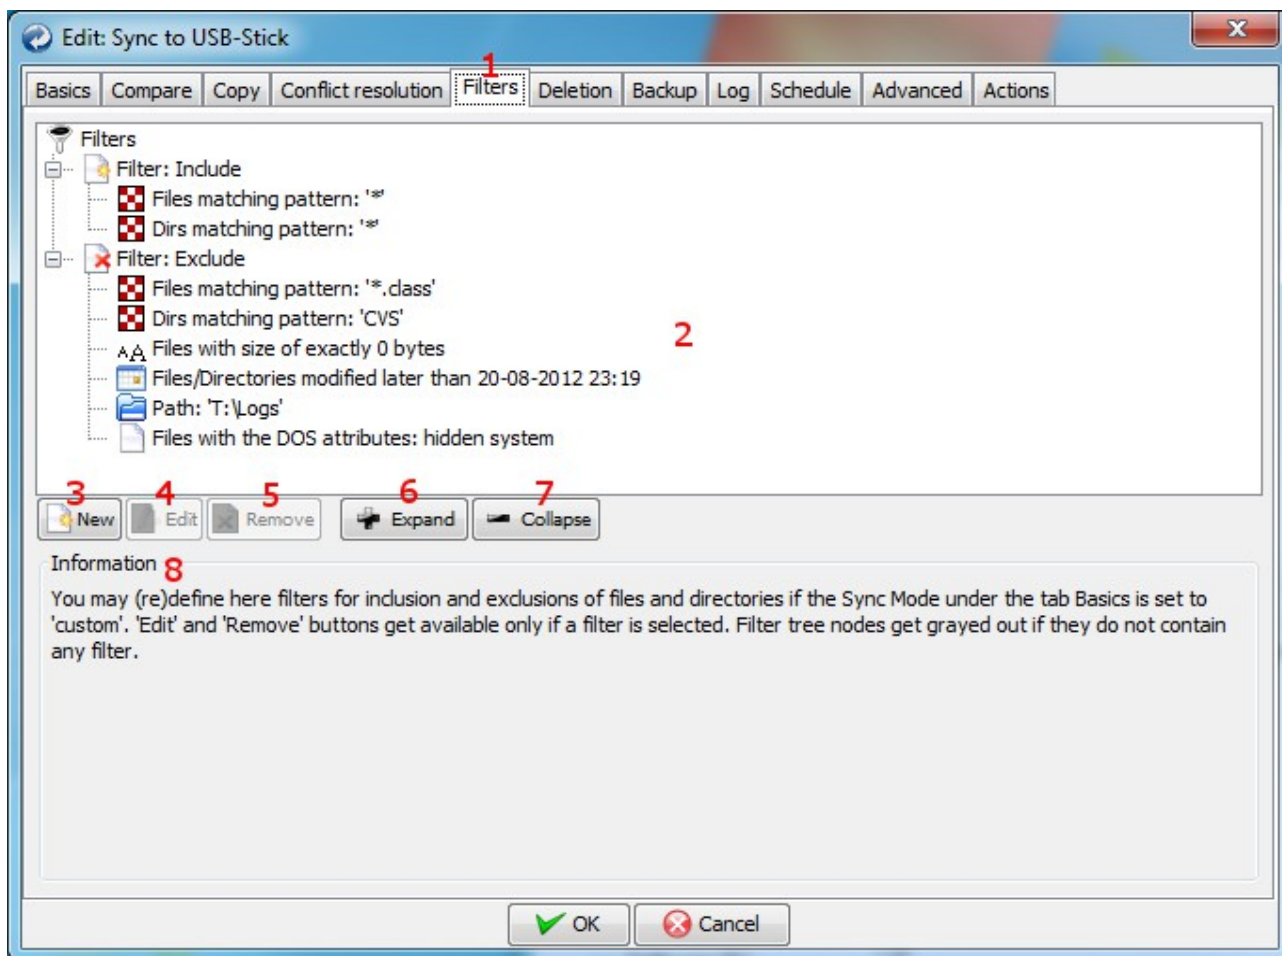 Edit: Sync to USB-Stick
x
1
Basics Compare Copy Conflict resolution Filters Deletion Backup Log Schedule Advanced Actions
Filters
Filter: Include
Files matching pattern: '*'
Dirs matching pattern: '*'
Filter: Exclude
Files matching pattern: '*.class'
Dirs matching pattern: 'CVS'
2
AA Files with size of exactly 0 bytes
Files/Directories modified later than 20-08-2012 23:19
Path: 'T:\Logs'
Files with the DOS attributes: hidden system
3 4 5 6 7
New Edit Remove Expand Collapse
Information 8
You may (re)define here filters for inclusion and exclusions of files and directories if the Sync Mode under the tab Basics is set to
'custom'. 'Edit' and 'Remove' buttons get available only if a filter is selected. Filter tree nodes get grayed out if they do not contain
any filter.
OK Cancel